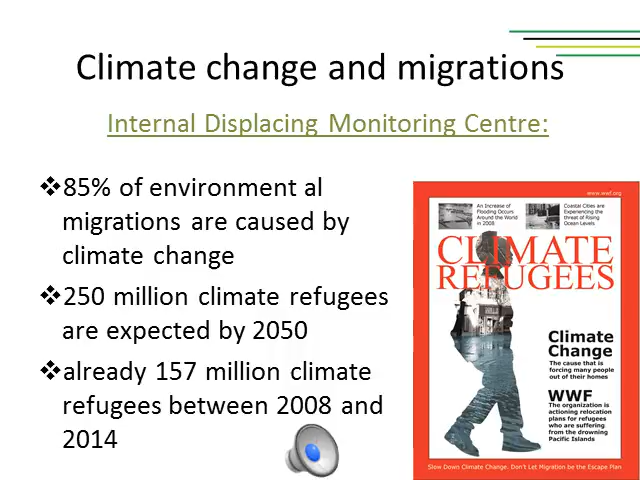 Climate change and migrations
Internal Displacing Monitoring Centre:
❖85% of environment al
migrations are caused by
climate change
❖250 million climate refugees
are expected by 2050
❖already 157 million climate
refugees between 2008 and
2014
www.wwf.org
An Increase of
Flooding Occurs
Around the World
in 2008
Coastal Cities are
Experiencing the
threat of Rising
Ocean Levels
CLIMATE
REFUGEES
Climate
Change
The cause that is
forcing many people
out of their homes
WWF
The organization is
actioning relocation
plans for refugees
who are suffering
from the drowning
Pacific Islands
Slow Down Climate Change. Don't Let Migration be the Escape Plan